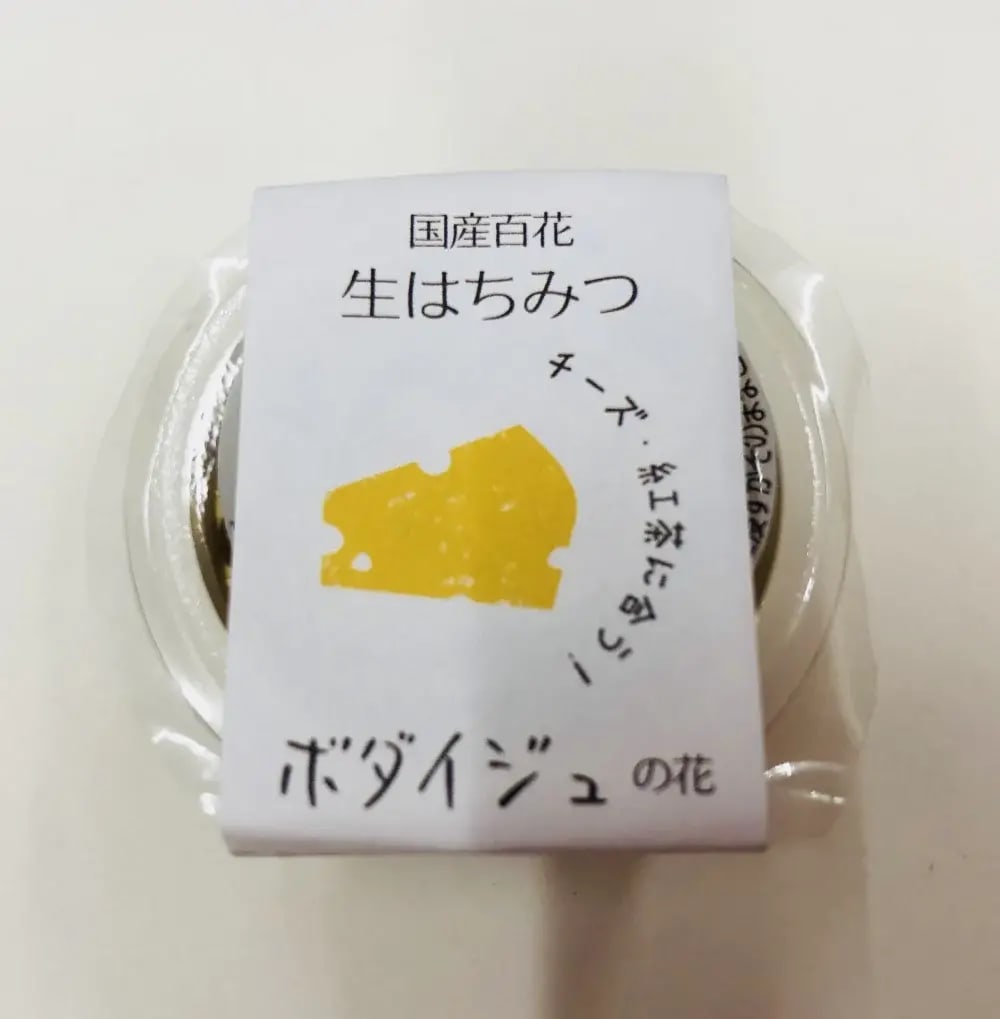 国産百花
生はちみつ
チーズ・紅茶に合う!
ボダイジュの花